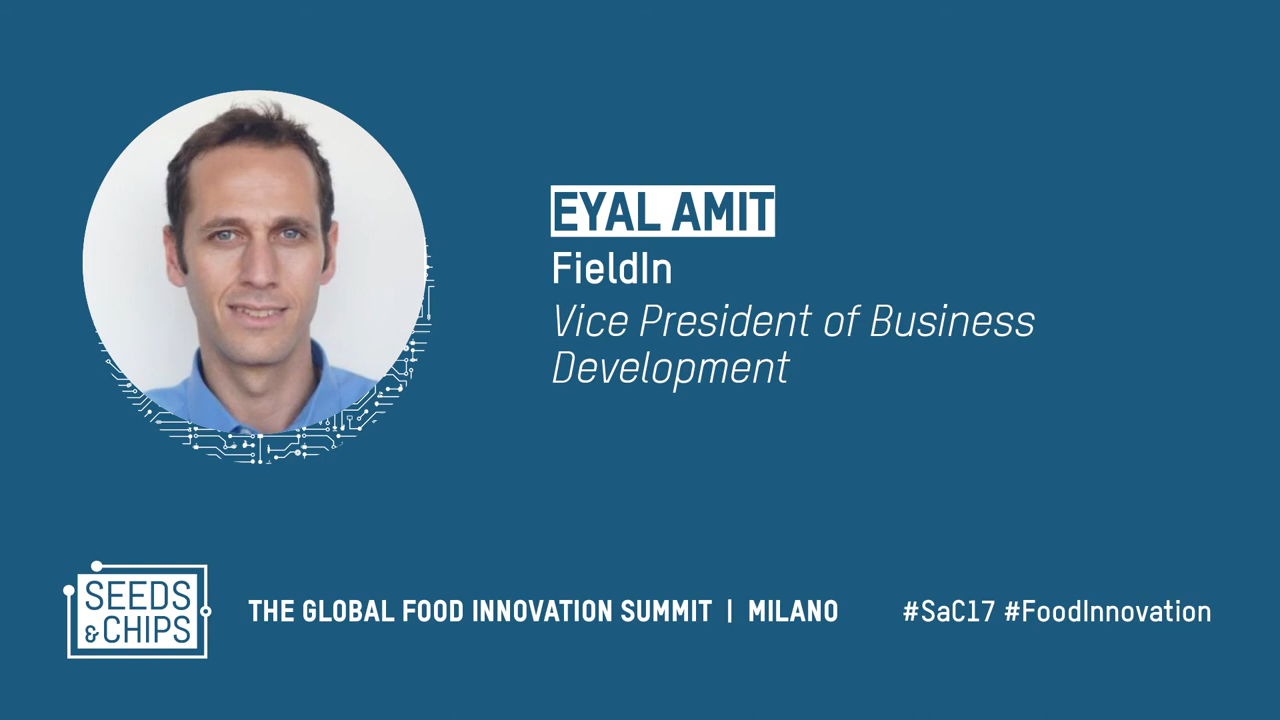 EYAL AMIT
FieldIn
Vice President of Business
Development
SEEDS
& CHIPS
THE GLOBAL FOOD INNOVATION SUMMIT | MILANO
#SaC17 #FoodInnovation